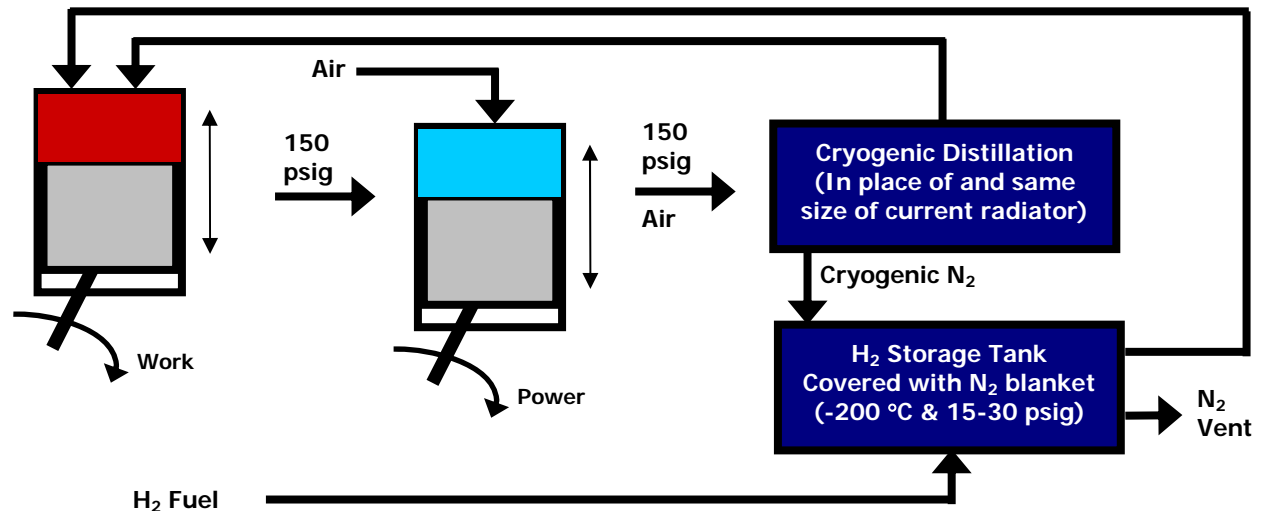 Air
150
psig
150
psig
Air
Cryogenic Distillation
(In place of and same
size of current radiator)
Work
Power
Cryogenic N₂
H₂ Storage Tank
Covered with N₂ blanket
(-200 °C & 15-30 psig)
N₂
Vent
H₂ Fuel